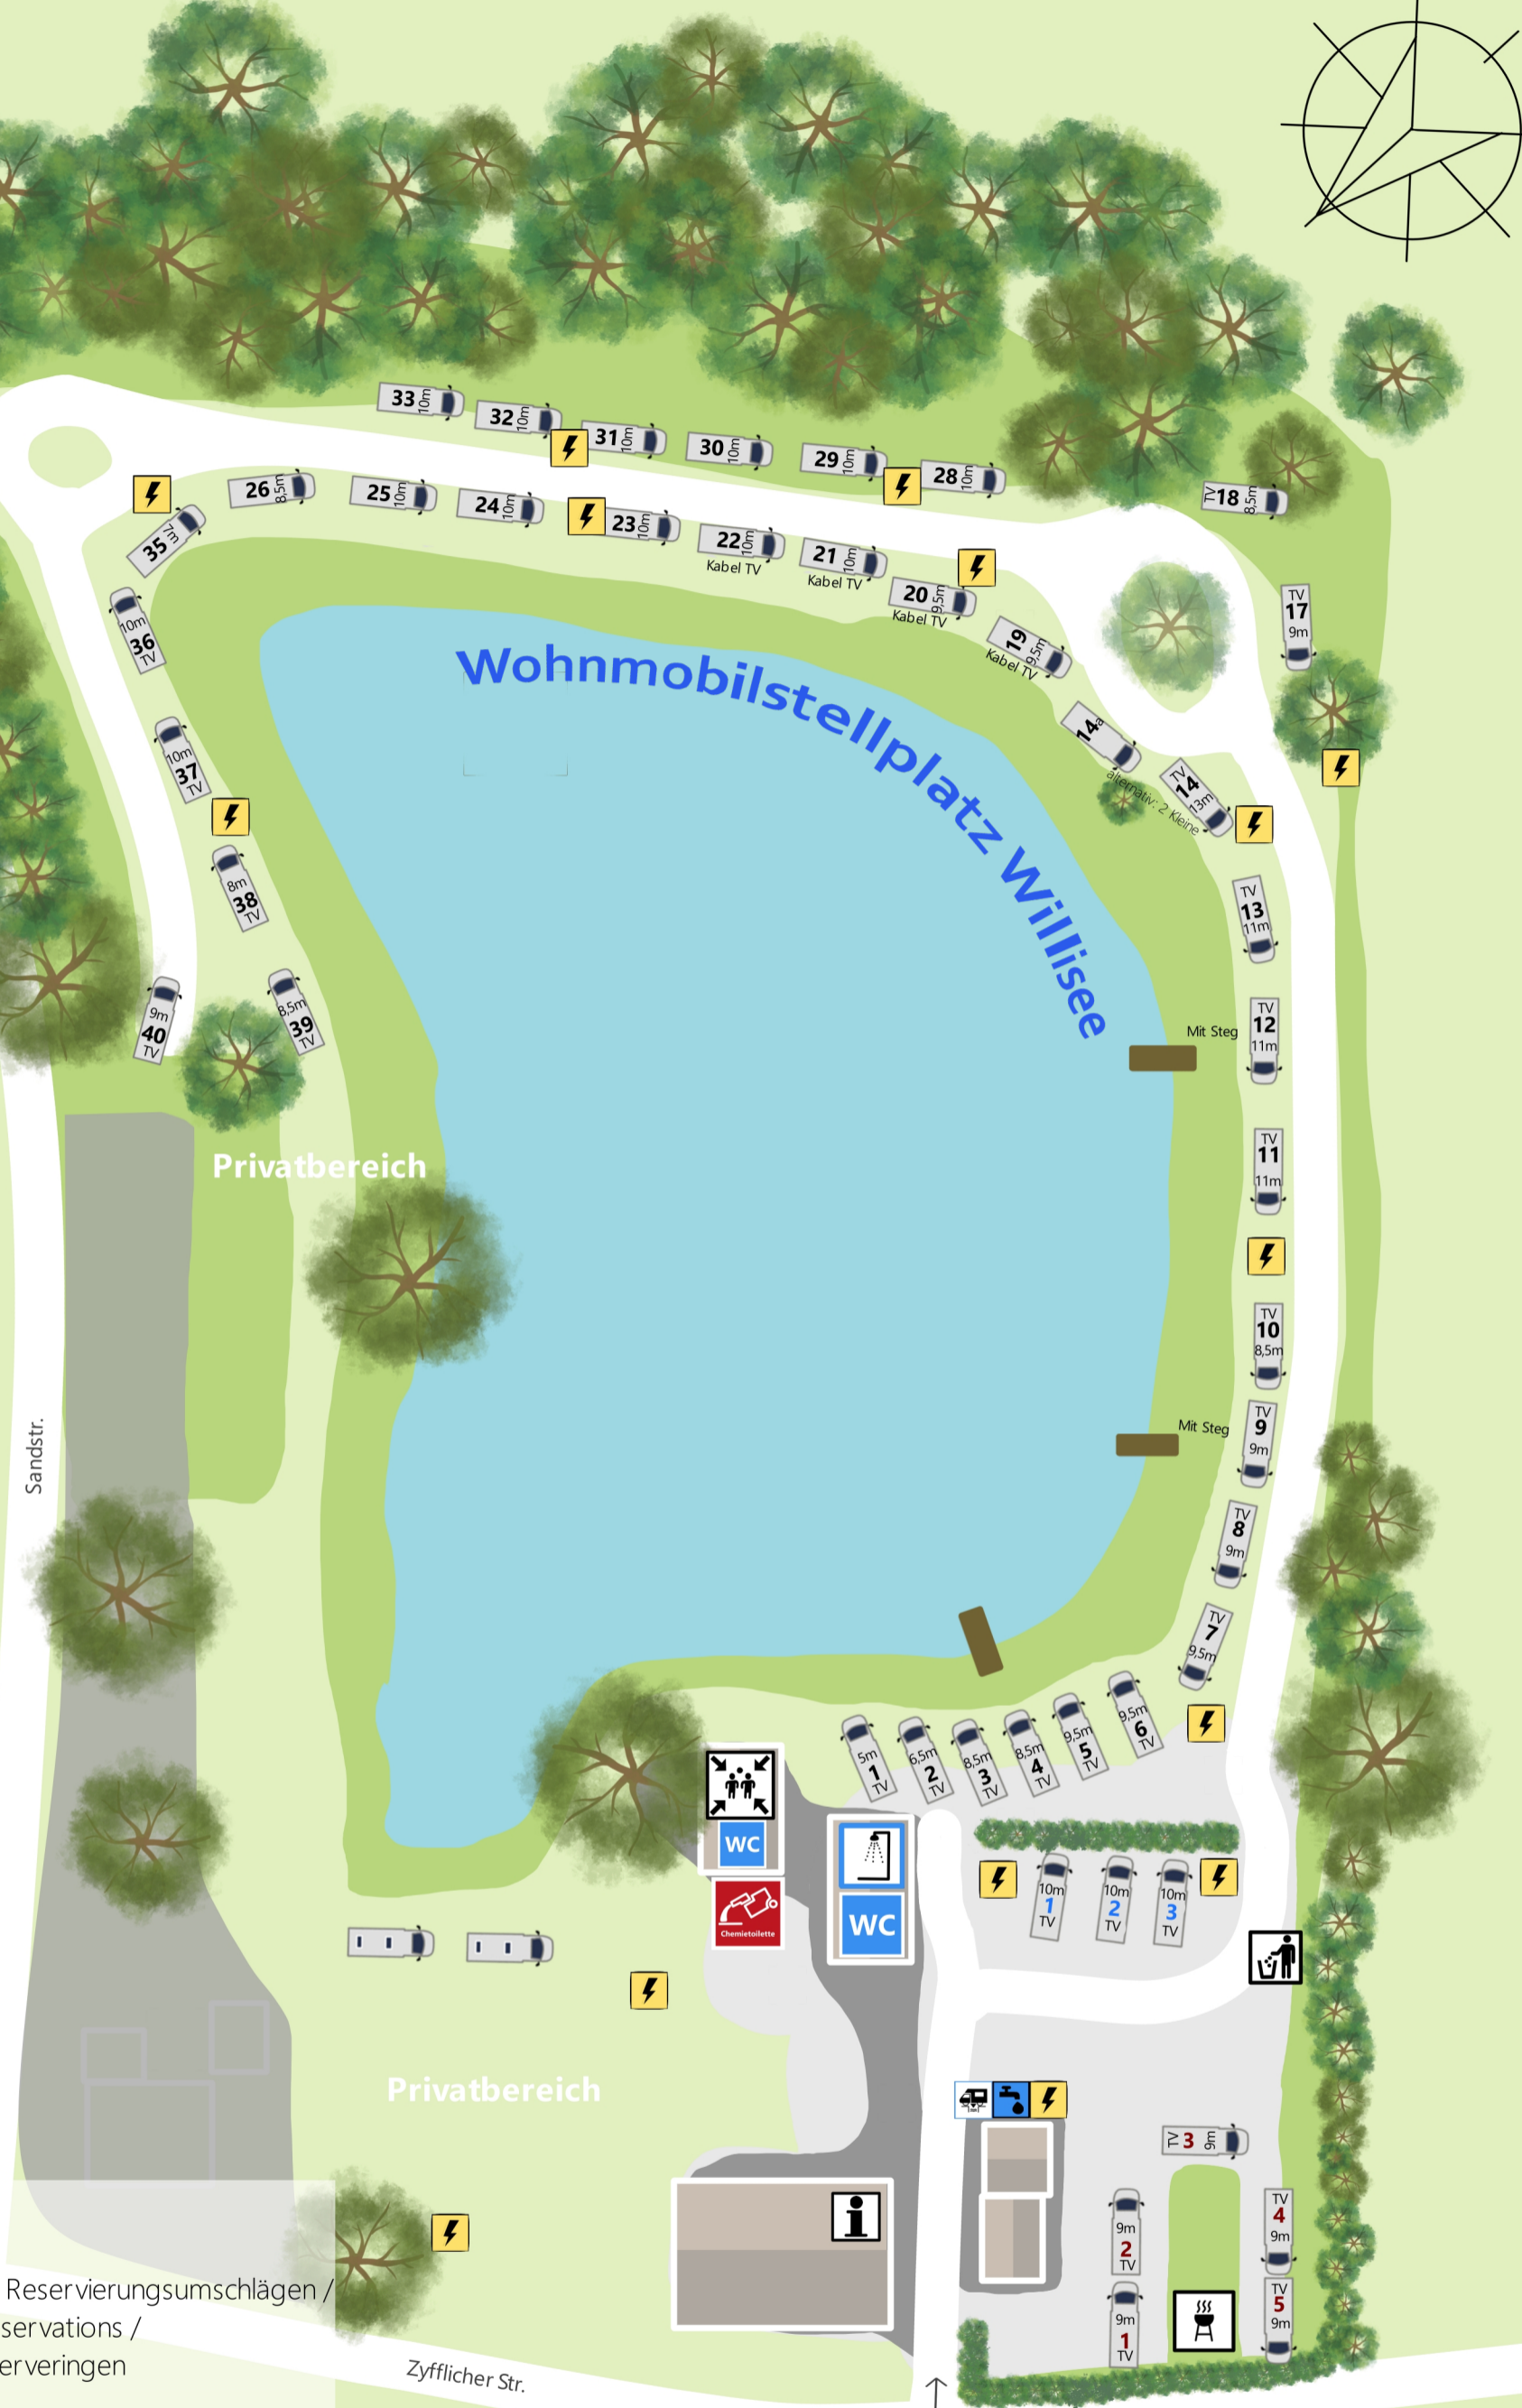 33 10m
32 10m
31 10m
30 10m
29 10m
28 10m
TV 18 8,5m
26 8,5m
25 10m
24 10m
23 10m
22 10m
Kabel TV
21 10m
Kabel TV
20 9,5m
Kabel TV
19 9,5m
Kabel TV
35 7m
10m
36
TV
10m
37
TV
8m
38
TV
8,5m
39
TV
9m
40
TV
TV
17
9m
14a
TV
14
13m
alternativ: 2 Kleine
Wohnmobilstellplatz Willisee
TV
13
11m
Mit Steg
TV
12
11m
TV
11
11m
TV
10
8,5m
Mit Steg
TV
9
9m
TV
8
9m
TV
7
9,5m
Privatbereich
Sandstr.
5m
1
TV
6,5m
2
TV
8,5m
3
TV
8,5m
4
TV
9,5m
5
TV
9,5m
6
TV
WC
Chemietoilette
WC
10m
1
TV
10m
2
TV
10m
3
TV
Privatbereich
TV 3 9m
9m
2
TV
TV
4
9m
9m
1
TV
TV
5
9m
i
Reservierungsumschlägen /
servations /
erveringen
Zyfflicher Str.